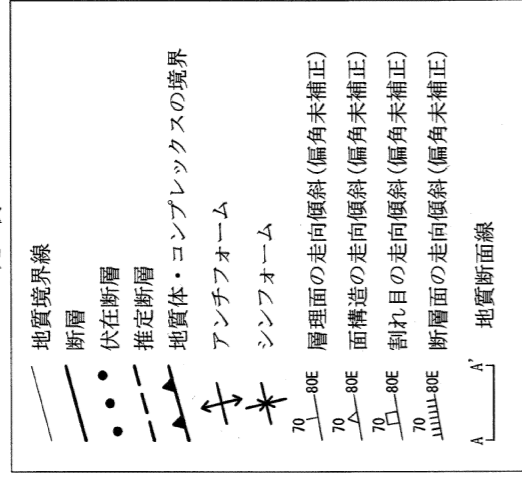 地質境界線
断層
伏在断層
推定断層
地質体・コンプレックスの境界
アンチフォーム
シンフォーム
70 80E 層理面の走向傾斜(偏角未補正)
70 80E 面構造の走向傾斜(偏角未補正)
70 80E 割れ目の走向傾斜(偏角未補正)
70 80E 断層面の走向傾斜(偏角未補正)
A A' 地質断面線